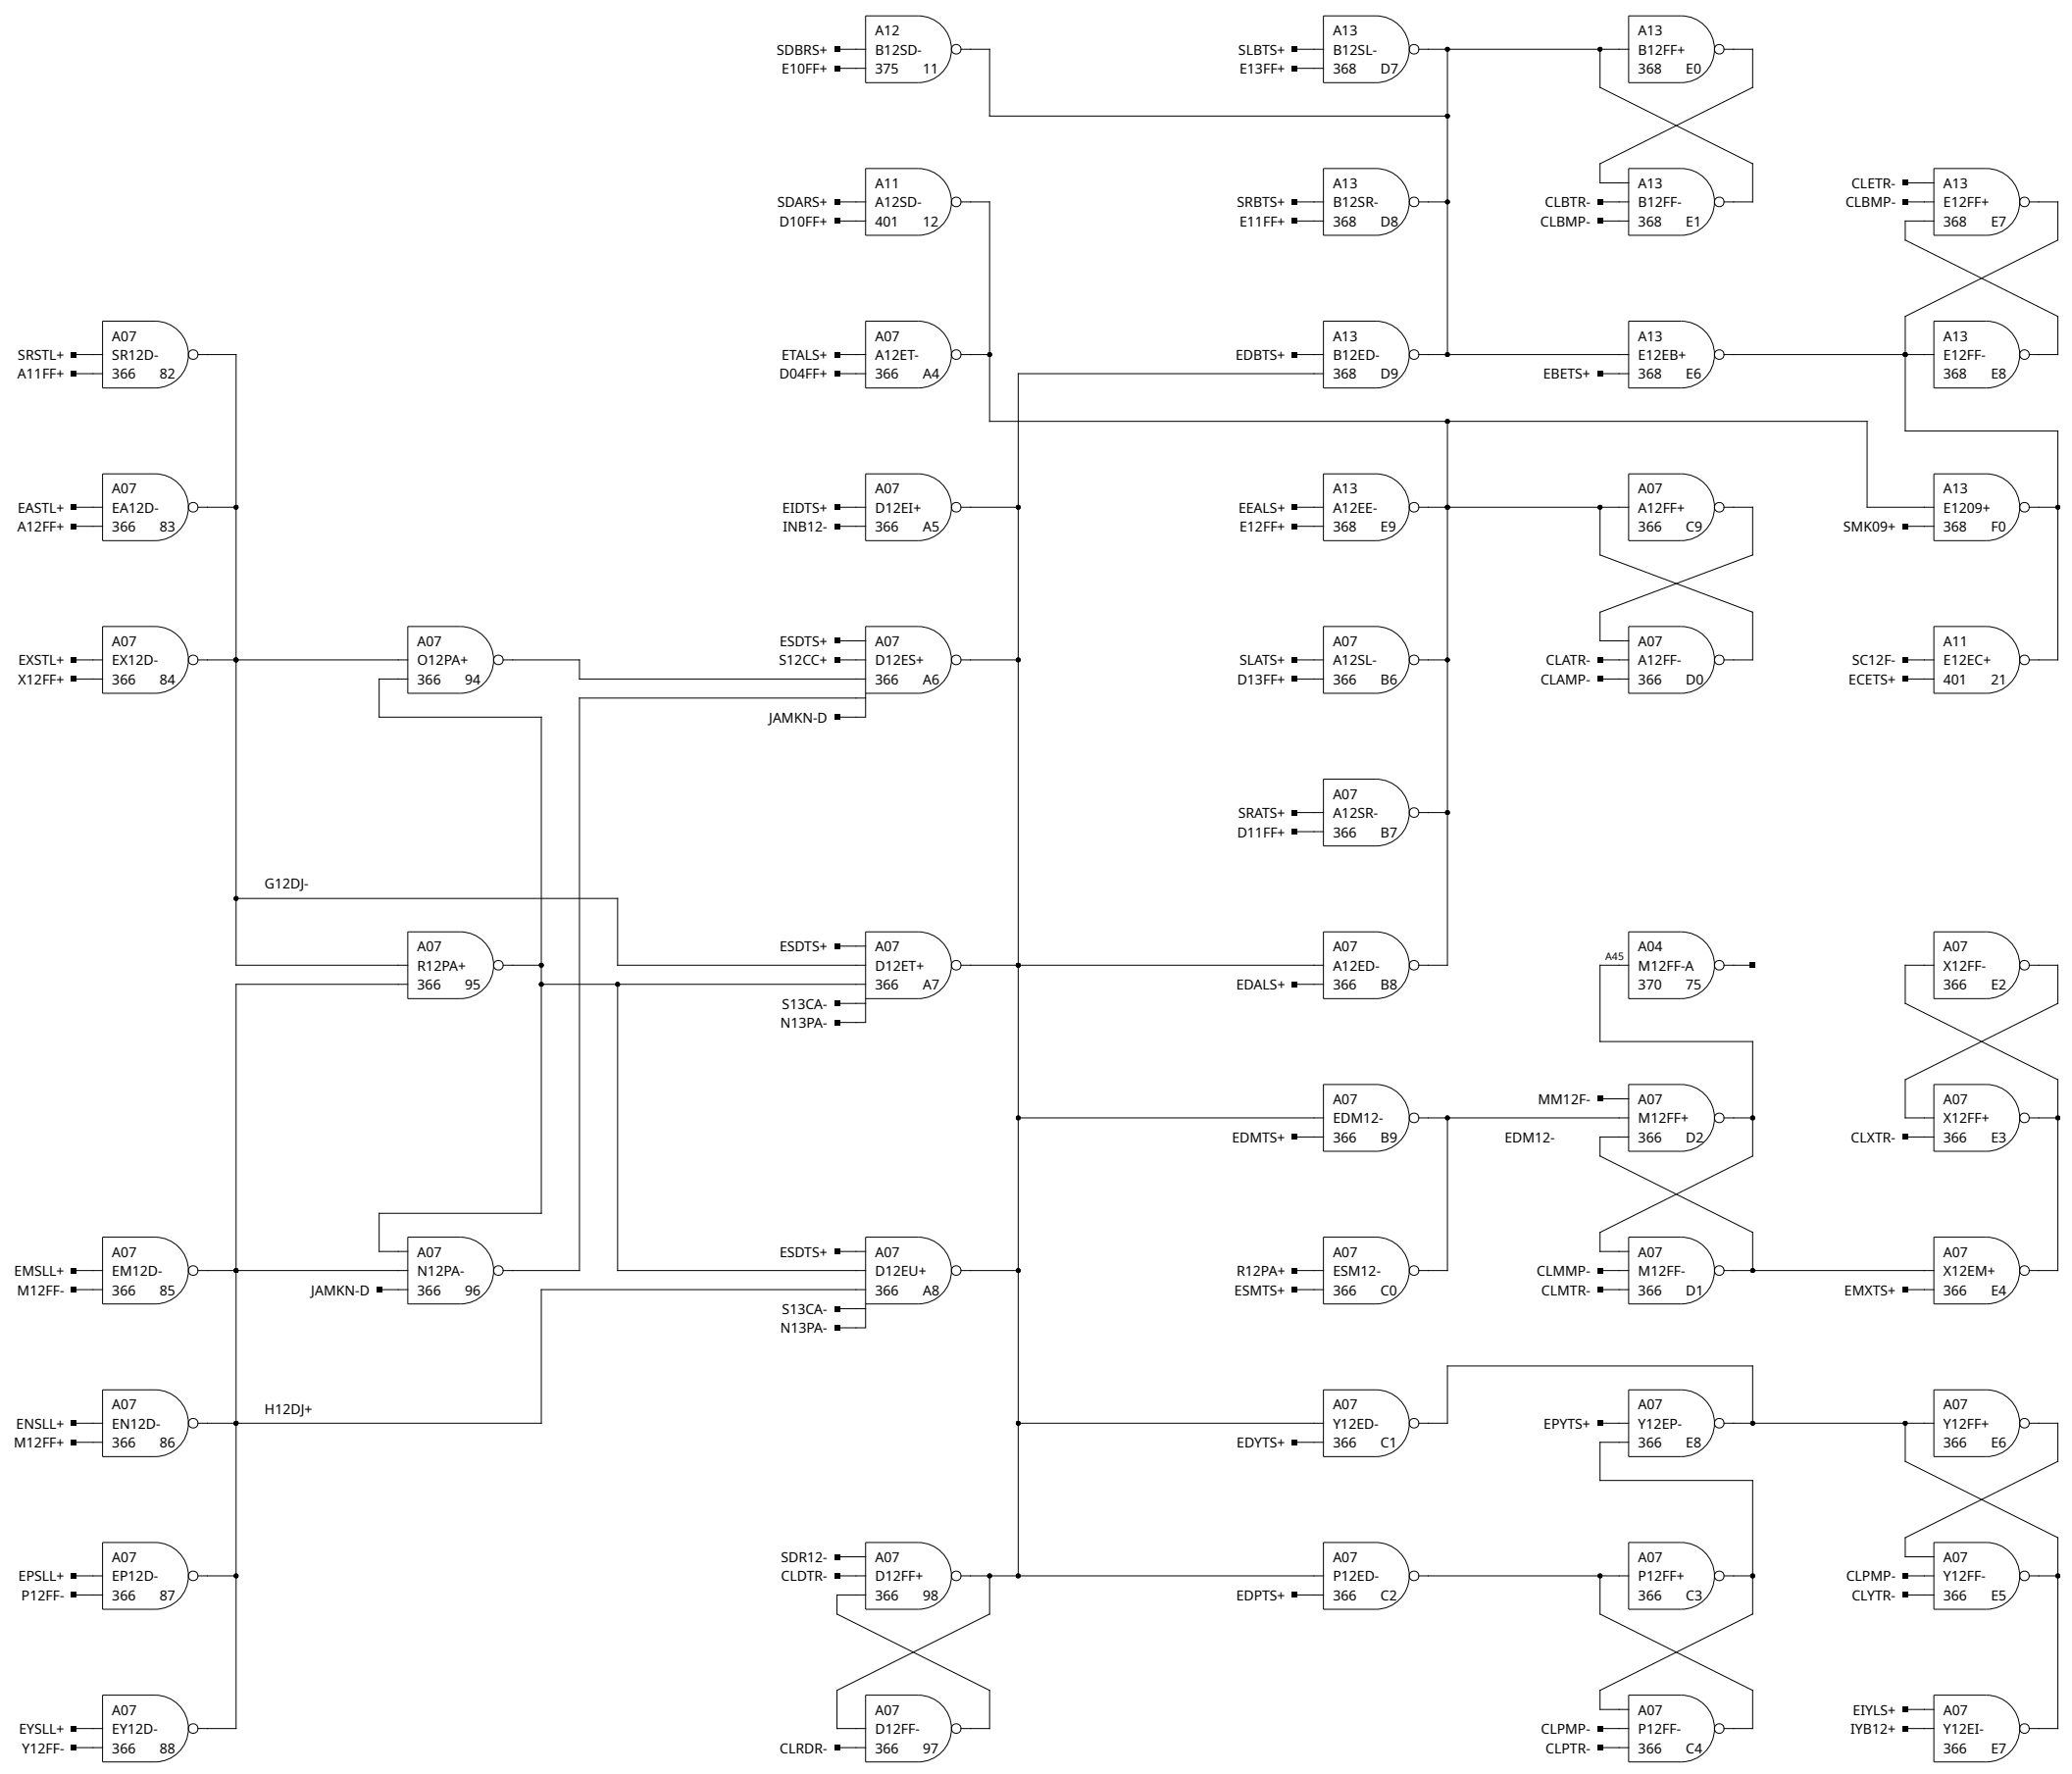 A12
SDBRS+ B12SD-
E10FF+ 375 11
A13
SLBTS+ B12SL-
E13FF+ 368 D7
A13
B12FF+
368 E0
A11
SDARS+ A12SD-
D10FF+ 401 12
A13
SRBTS+ B12SR-
E11FF+ 368 D8
A13
CLBTR- B12FF-
CLBMP- 368 E1
CLETR- A13
CLBMP- E12FF+
368 E7
A07
SRSTL+ SR12D-
A11FF+ 366 82
A07
ETALS+ A12ET-
D04FF+ 366 A4
A13
EDBTS+ B12ED-
368 D9
A13
E12EB+
EBETS+ 368 E6
A13
E12FF-
368 E8
A07
EASTL+ EA12D-
A12FF+ 366 83
A07
EIDTS+ D12EI+
INB12- 366 A5
A13
EEALS+ A12EE-
E12FF+ 368 E9
A07
A12FF+
366 C9
A13
E1209+
SMK09+ 368 F0
A07
EXSTL+ EX12D-
X12FF+ 366 84
A07
O12PA+
366 94
ESDTS+ A07
S12CC+ D12ES+
366 A6
JAMKN-D
A07
SLATS+ A12SL-
D13FF+ 366 B6
A07
CLATR- A12FF-
CLAMP- 366 D0
A11
SC12F- E12EC+
ECETS+ 401 21
A07
SRATS+ A12SR-
D11FF+ 366 B7
G12DJ-
A07
R12PA+
366 95
ESDTS+ A07
D12ET+
366 A7
S13CA-
N13PA-
A07
A12ED-
EDALS+ 366 B8
A45 A04
M12FF-A
370 75
A07
X12FF-
366 E2
A07
EDM12-
EDMTS+ 366 B9
MM12F- A07
M12FF+
EDM12- 366 D2
A07
X12FF+
CLXTR- 366 E3
A07
EMSLL+ EM12D-
M12FF- 366 85
A07
N12PA-
JAMKN-D 366 96
ESDTS+ A07
D12EU+
366 A8
S13CA-
N13PA-
A07
R12PA+ ESM12-
ESMTS+ 366 C0
A07
CLMMP- M12FF-
CLMTR- 366 D1
A07
X12EM+
EMXTS+ 366 E4
A07
ENSLL+ EN12D-
M12FF+ 366 86
H12DJ+
A07
Y12ED-
EDYTS+ 366 C1
A07
EPYTS+ Y12EP-
366 E8
A07
Y12FF+
366 E6
A07
EPSLL+ EP12D-
P12FF- 366 87
SDR12- A07
CLDTR- D12FF+
366 98
A07
P12ED-
EDPTS+ 366 C2
A07
P12FF+
366 C3
A07
CLPMP- Y12FF-
CLYTR- 366 E5
A07
EYSLL+ EY12D-
Y12FF- 366 88
A07
D12FF-
CLRDR- 366 97
A07
CLPMP- P12FF-
CLPTR- 366 C4
EIYLS+ A07
IYB12+ Y12EI-
366 E7